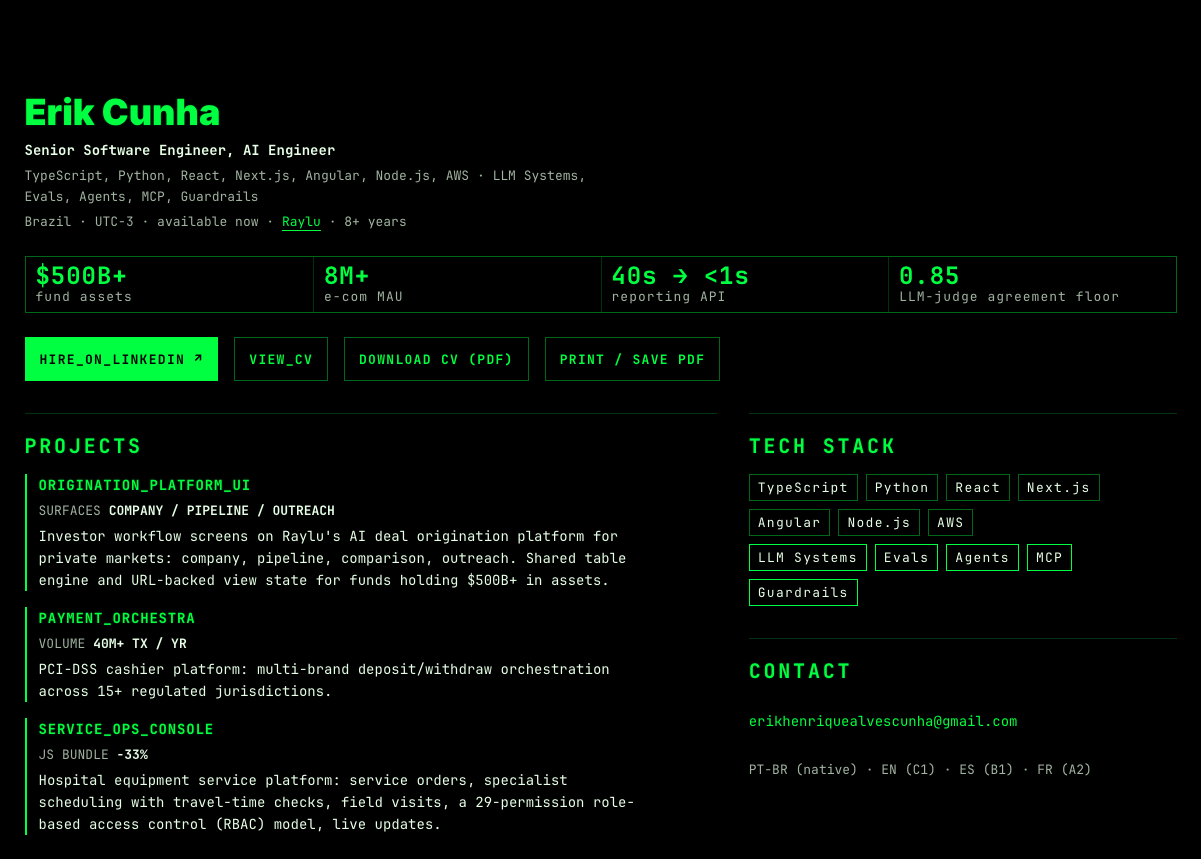 Erik Cunha
Senior Software Engineer, AI Engineer
TypeScript, Python, React, Next.js, Angular, Node.js, AWS · LLM Systems,
Evals, Agents, MCP, Guardrails
Brazil · UTC-3 · available now · Raylu · 8+ years
$500B+
fund assets
8M+
e-com MAU
40s → <1s
reporting API
0.85
LLM-judge agreement floor
HIRE_ON_LINKEDIN ↗
VIEW_CV
DOWNLOAD CV (PDF)
PRINT / SAVE PDF
PROJECTS
ORIGINATION_PLATFORM_UI
SURFACES COMPANY / PIPELINE / OUTREACH
Investor workflow screens on Raylu's AI deal origination platform for
private markets: company, pipeline, comparison, outreach. Shared table
engine and URL-backed view state for funds holding $500B+ in assets.
PAYMENT_ORCHESTRA
VOLUME 40M+ TX / YR
PCI-DSS cashier platform: multi-brand deposit/withdraw orchestration
across 15+ regulated jurisdictions.
SERVICE_OPS_CONSOLE
JS BUNDLE -33%
Hospital equipment service platform: service orders, specialist
scheduling with travel-time checks, field visits, a 29-permission role-
based access control (RBAC) model, live updates.
TECH STACK
TypeScript Python React Next.js
Angular Node.js AWS
LLM Systems Evals Agents MCP
Guardrails
CONTACT
erikhenriquealvescunha@gmail.com
PT-BR (native) · EN (C1) · ES (B1) · FR (A2)